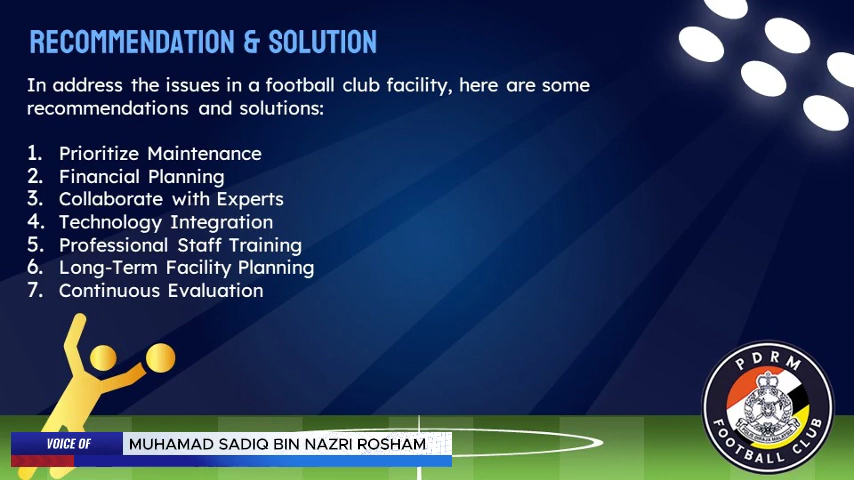 RECOMMENDATION & SOLUTION
In address the issues in a football club facility, here are some
recommendations and solutions:
1. Prioritize Maintenance
2. Financial Planning
3. Collaborate with Experts
4. Technology Integration
5. Professional Staff Training
6. Long-Term Facility Planning
7. Continuous Evaluation
PDRM
FOOTBALL CLUB
VOICE OF
MUHAMAD SADIQ BIN NAZRI ROSHAM